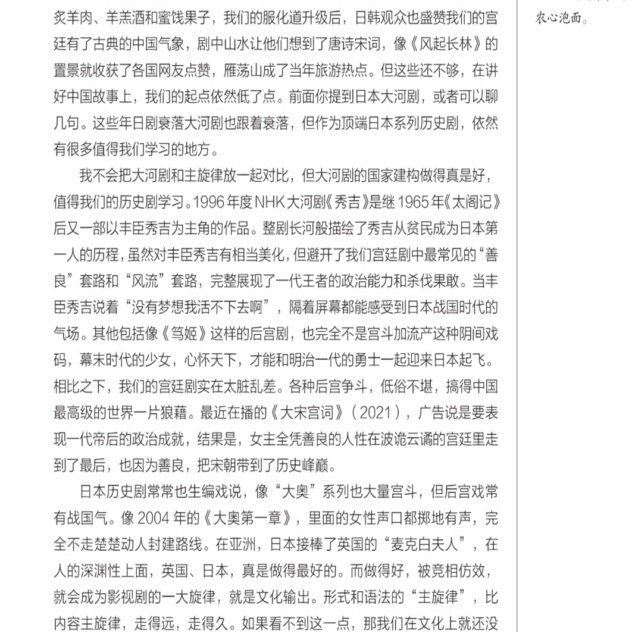 炙羊肉、羊羔酒和蜜饯果子，我们的服化道升级后，日韩观众也盛赞我们的宫
廷有了古典的中国气象，剧中山水让他们想到了唐诗宋词，像《风起长林》的
置景就收获了各国网友点赞，雁荡山成了当年旅游热点。但这些还不够，在讲
好中国故事上，我们的起点依然低了点。前面你提到日本大河剧，或者可以聊
几句。这些年日剧衰落大河剧也跟着衰落，但作为顶端日本系列历史剧，依然
有很多值得我们学习的地方。
我不会把大河剧和主旋律放一起对比，但大河剧的国家建构做得真是好，
值得我们的历史剧学习。1996年度NHK大河剧《秀吉》是继1965年《太阁记》
后又一部以丰臣秀吉为主角的作品。整剧长河般描绘了秀吉从贫民成为日本第
一人的历程，虽然对丰臣秀吉有相当美化，但避开了我们宫廷剧中最常见的“善
良”套路和“风流”套路，完整展现了一代王者的政治能力和杀伐果敢。当丰
臣秀吉说着“没有梦想我活不下去啊”，隔着屏幕都能感受到日本战国时代的
气场。其他包括像《笃姬》这样的后宫剧，也完全不是宫斗加流产这种阴间戏
码，幕末时代的少女，心怀天下，才能和明治一代的勇士一起迎来日本起飞。
相比之下，我们的宫廷剧实在太脏乱差。各种后宫争斗，低俗不堪，搞得中国
最高级的世界一片狼藉。最近在播的《大宋宫词》（2021），广告说是要表
现一代帝后的政治成就，结果是，女主全凭善良的人性在波诡云谲的宫廷里走
到了最后，也因为善良，把宋朝带到了历史峰巅。
日本历史剧常常也生编戏说，像“大奥”系列也大量宫斗，但后宫戏常
有战国气。像2004年的《大奥第一章》，里面的女性声口都掷地有声，完
全不走楚楚动人封建路线。在亚洲，日本接棒了英国的“麦克白夫人”，在
人的深渊性上面，英国、日本，真是做得最好的。而做得好，被竞相仿效，
就会成为影视剧的一大旋律，就是文化输出。形式和语法的“主旋律”，比
内容主旋律，走得远，走得久。如果看不到这一点，那我们在文化上就还没
农心泡面。